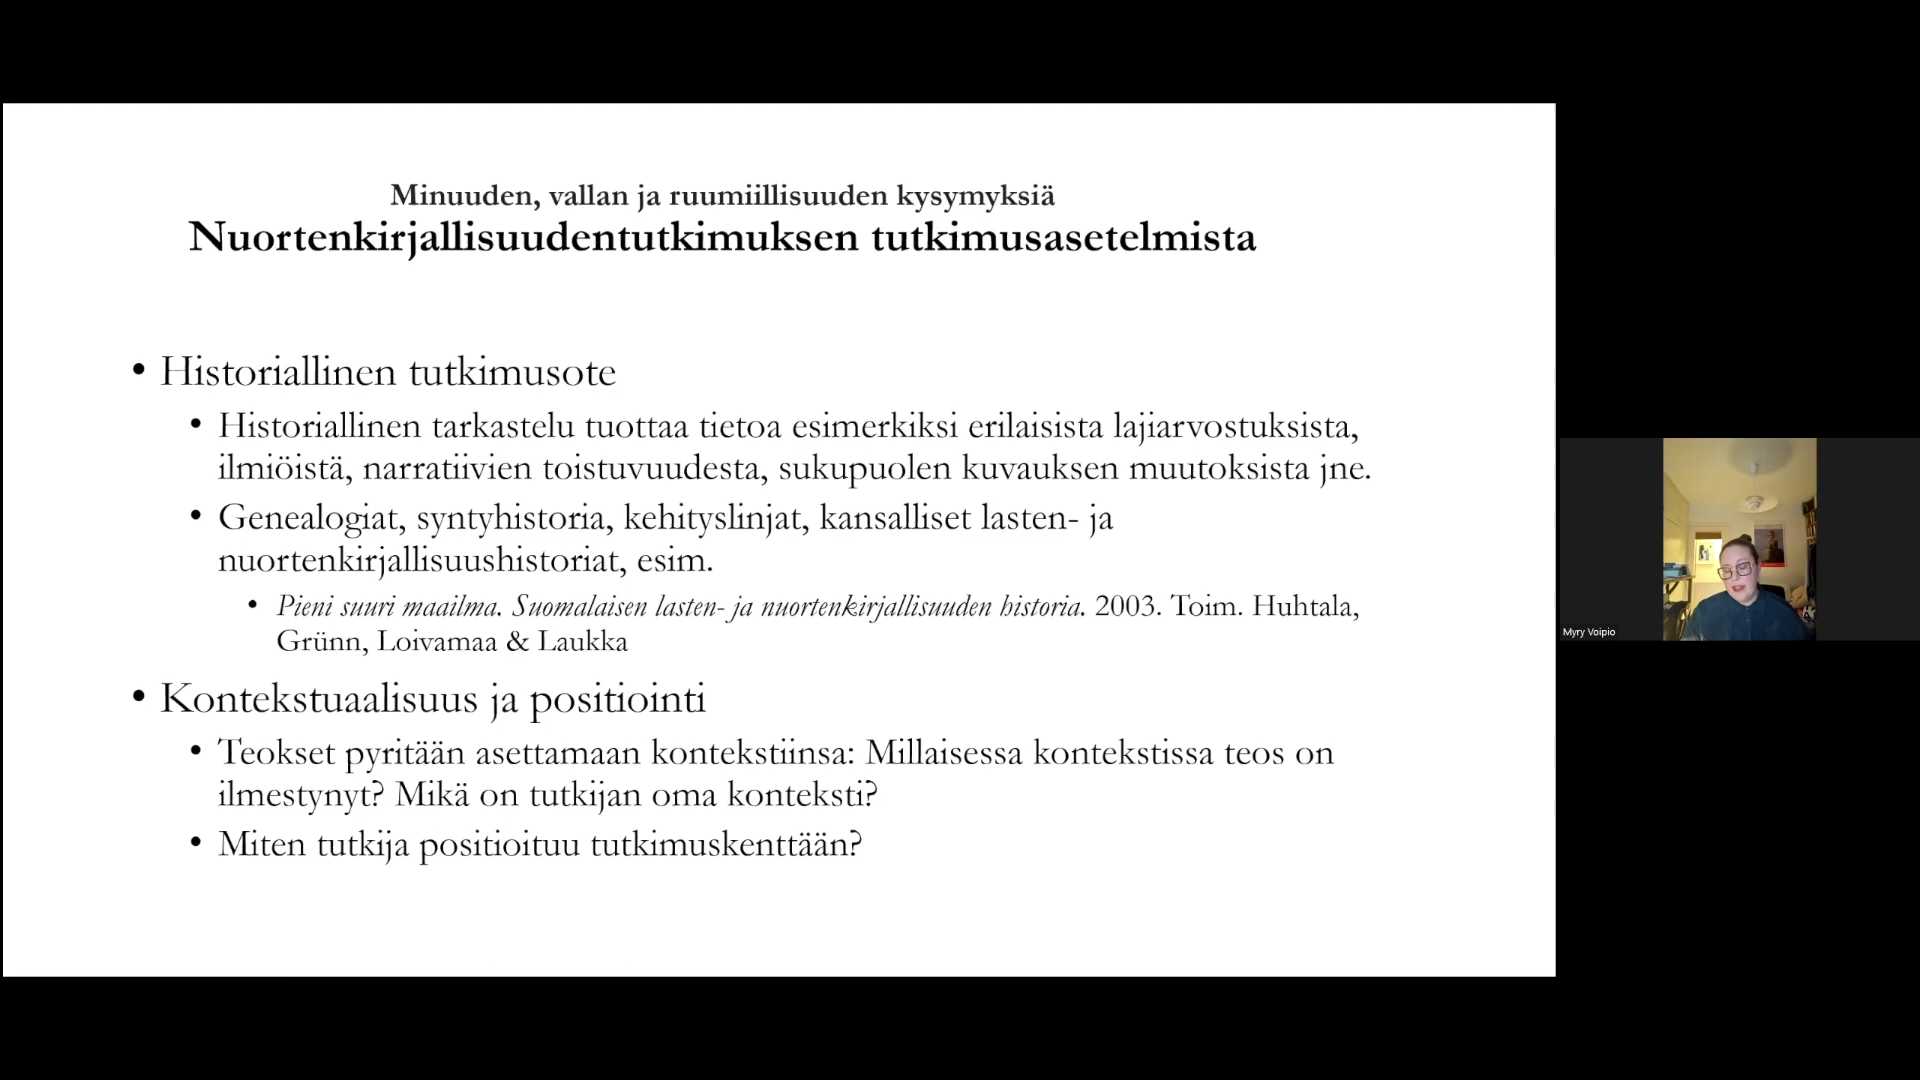 Minuuden, vallan ja ruumiillisuuden kysymyksiä
Nuortenkirjallisuudentutkimuksen tutkimusasetelmista
• Historiallinen tutkimusote
• Historiallinen tarkastelu tuottaa tietoa esimerkiksi erilaisista lajiarvostuksista,
ilmiöistä, narratiivien toistuvuudesta, sukupuolen kuvauksen muutoksista jne.
• Genealogiat, syntyhistoria, kehityslinjat, kansalliset lasten- ja
nuortenkirjallisuushistoriat, esim.
• Pieni suuri maailma. Suomalaisen lasten- ja nuortenkirjallisuuden historia. 2003. Toim. Huhtala,
Grünn, Loivamaa & Laukka
• Kontekstuaalisuus ja positiointi
• Teokset pyritään asettamaan kontekstiinsa: Millaisessa kontekstissa teos on
ilmestynyt? Mikä on tutkijan oma konteksti?
• Miten tutkija positioituu tutkimuskenttään?
Myry Voipio